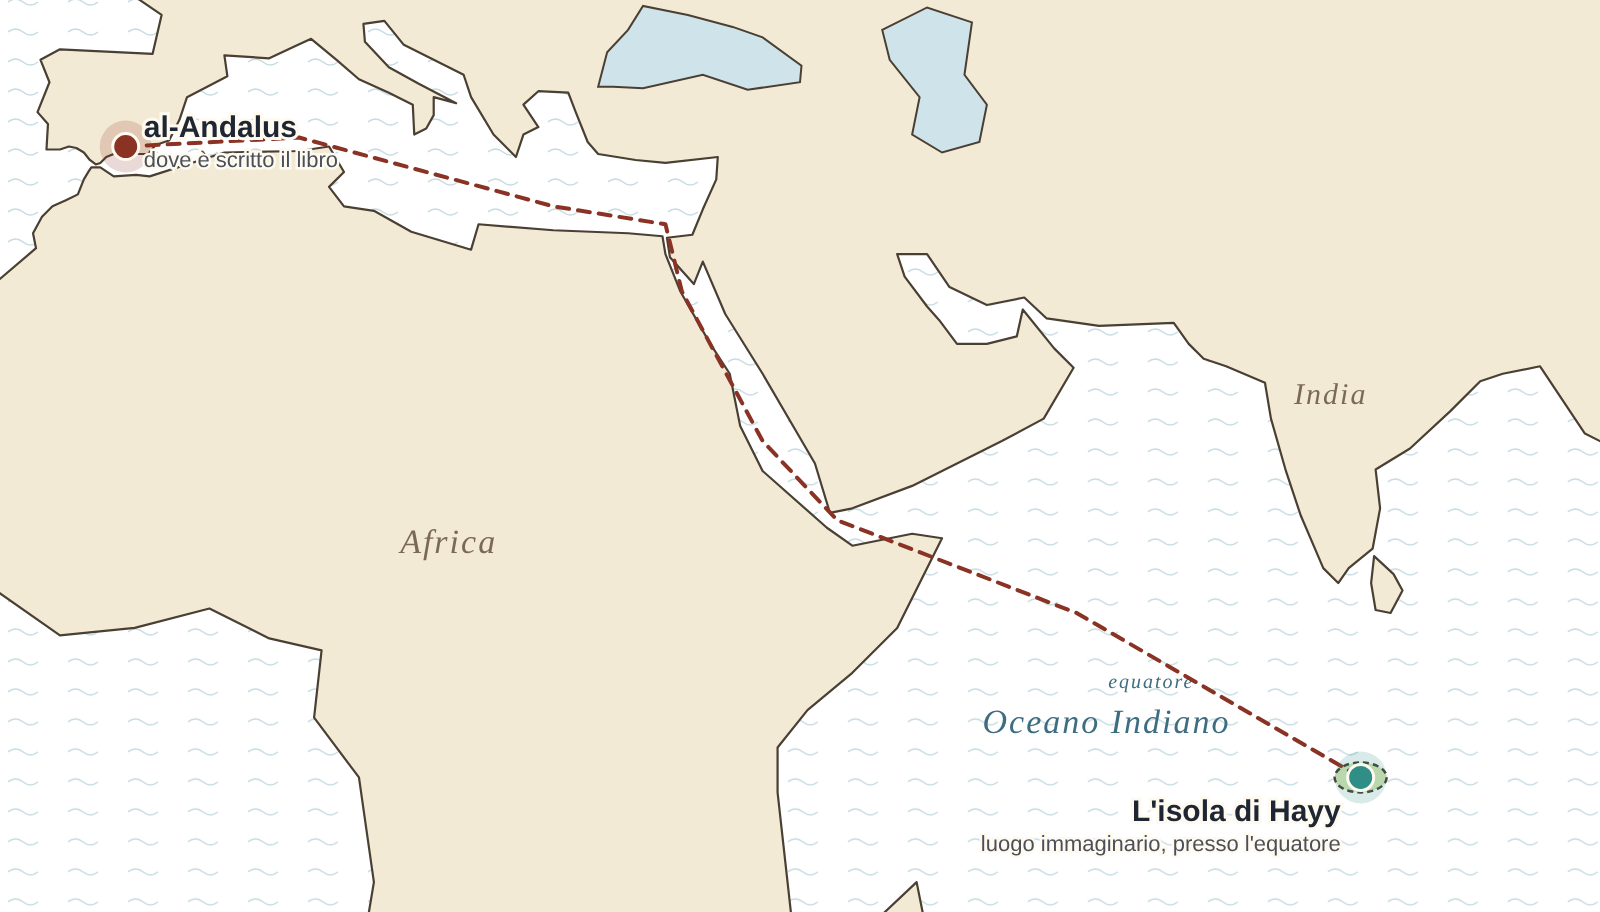 al-Andalus
dove è scritto il libro
India
Africa
equatore
Oceano Indiano
L'isola di Hayy
luogo immaginario, presso l'equatore